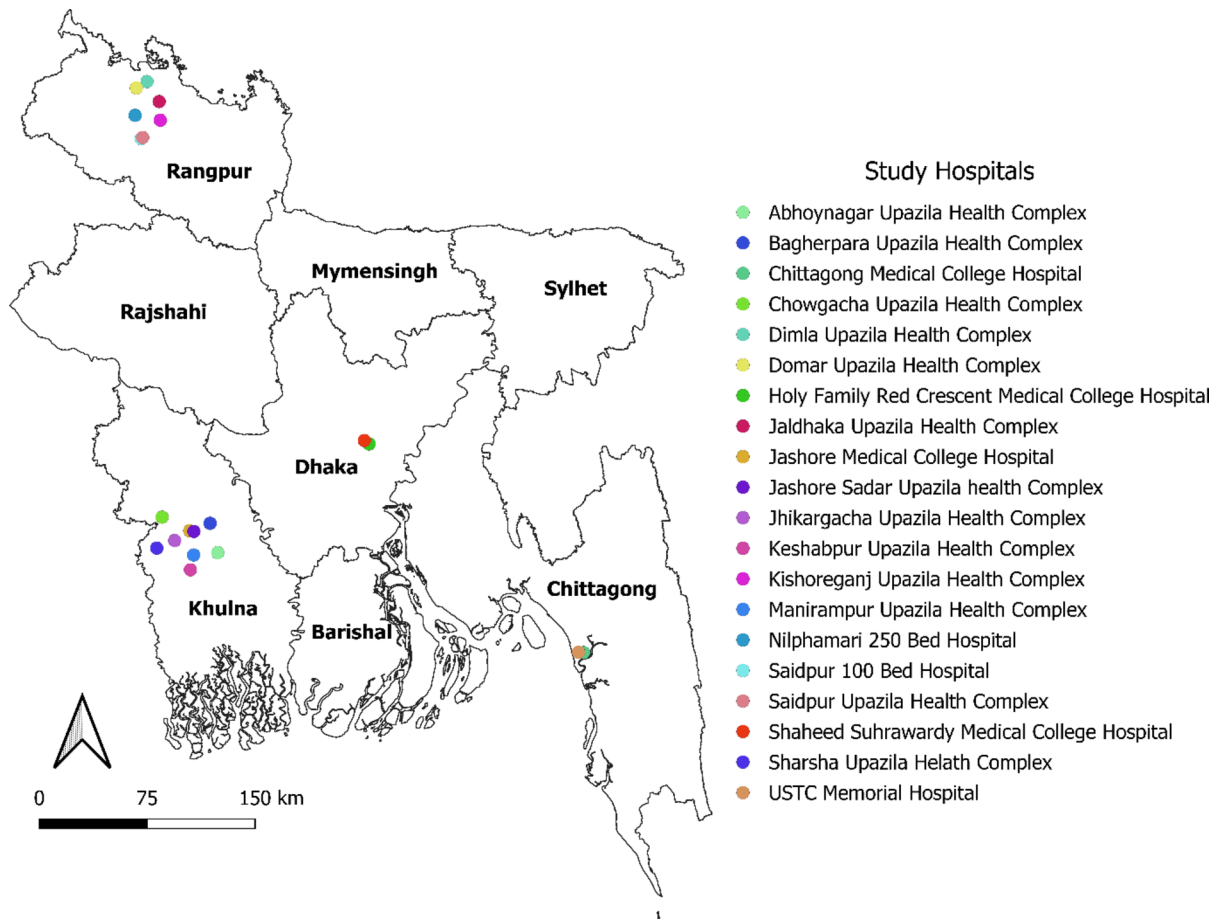 Rangpur
Mymensingh
Sylhet
Rajshahi
Dhaka
Khulna
Barishal
Chittagong
0 75 150 km
Study Hospitals
Abhoynagar Upazila Health Complex
Bagherpara Upazila Health Complex
Chittagong Medical College Hospital
Chowgacha Upazila Health Complex
Dimla Upazila Health Complex
Domar Upazila Health Complex
Holy Family Red Crescent Medical College Hospital
Jaldhaka Upazila Health Complex
Jashore Medical College Hospital
Jashore Sadar Upazila health Complex
Jhikargacha Upazila Health Complex
Keshabpur Upazila Health Complex
Kishoreganj Upazila Health Complex
Manirampur Upazila Health Complex
Nilphamari 250 Bed Hospital
Saidpur 100 Bed Hospital
Saidpur Upazila Health Complex
Shaheed Suhrawardy Medical College Hospital
Sharsha Upazila Helath Complex
USTC Memorial Hospital